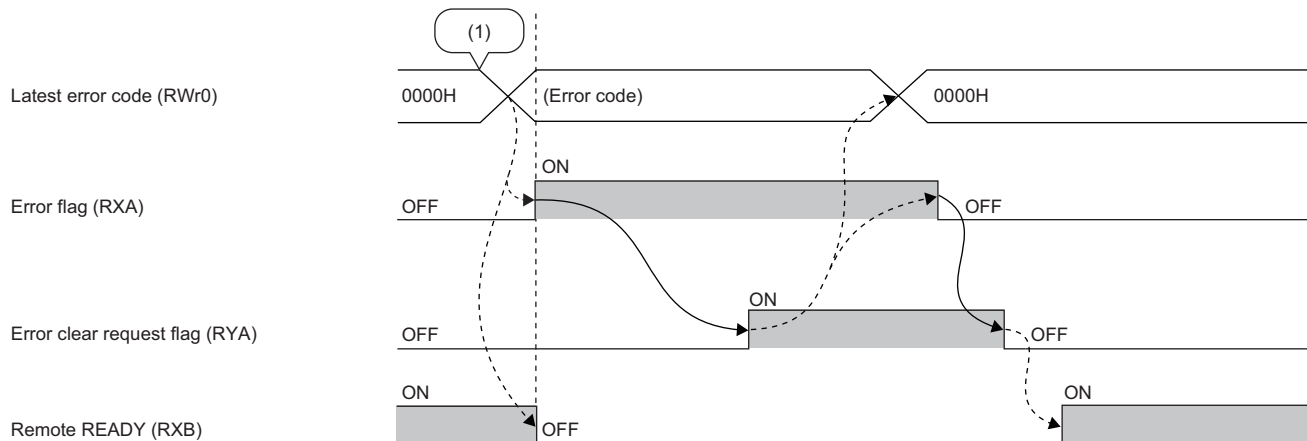 (1)
Latest error code (RWr0)
0000H
(Error code)
0000H
ON
Error flag (RXA)
OFF
OFF
ON
Error clear request flag (RYA)
OFF
OFF
ON
ON
Remote READY (RXB)
OFF